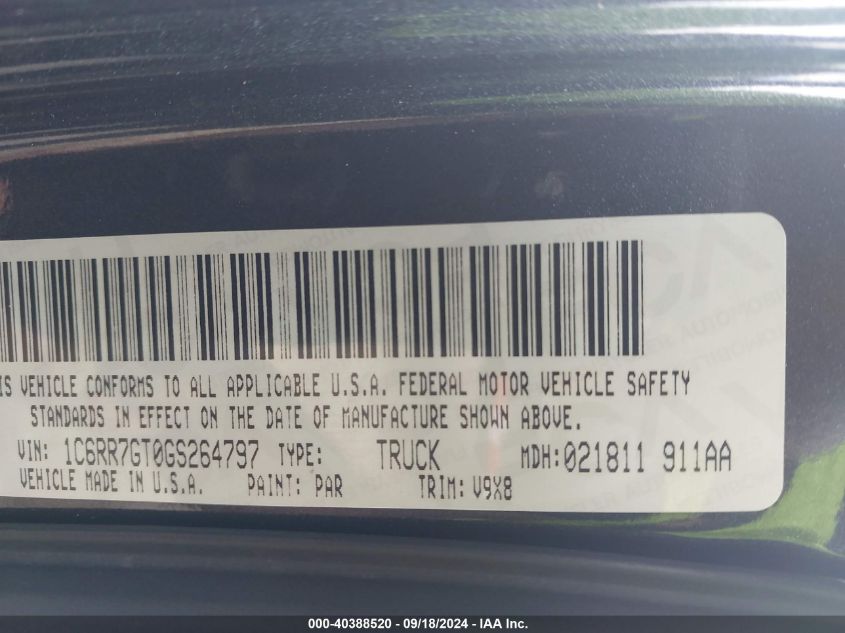 IS VEHICLE CONFORMS TO ALL APPLICABLE U.S.A. FEDERAL MOTOR VEHICLE SAFETY
STANDARDS IN EFFECT ON THE DATE OF MANUFACTURE SHOWN ABOVE.
VIN: 1C6RR7GT0GS264797 TYPE: TRUCK MDH:021811 911AA
VEHICLE MADE IN U.S.A. PAINT: PAR TRIM: V9X8
000-40388520 - 09/18/2024 - IAA Inc.